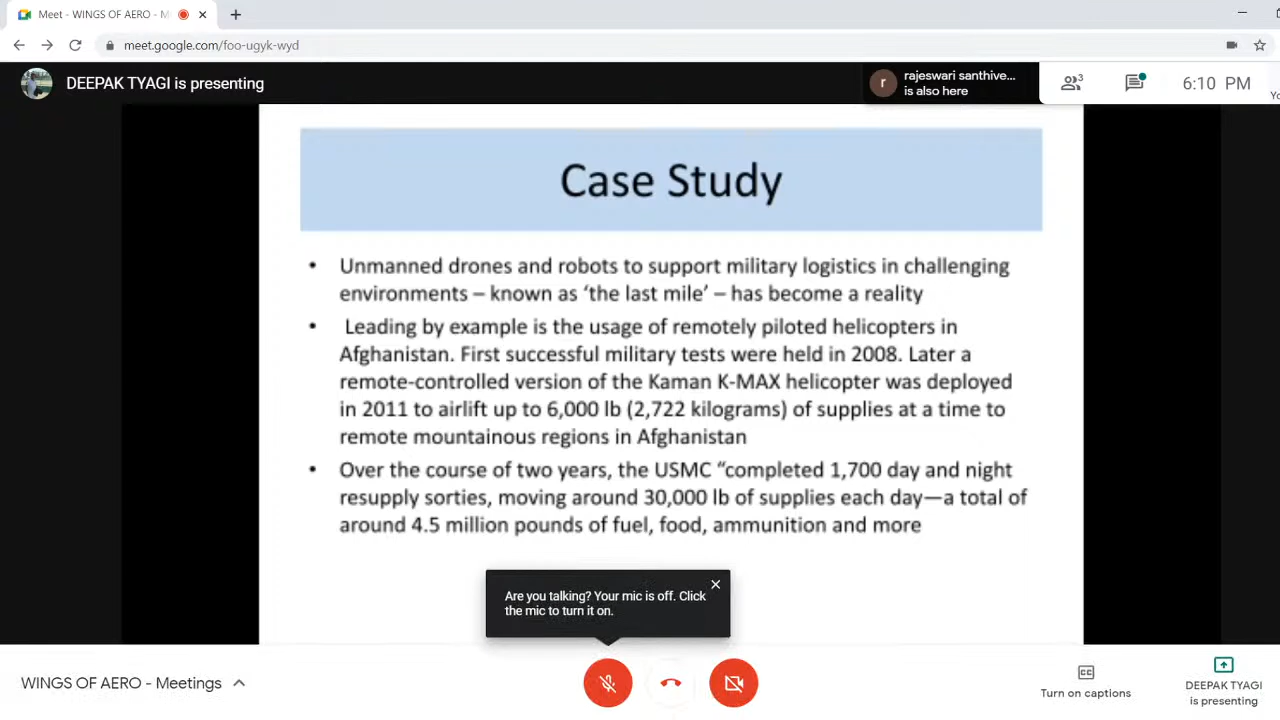 Meet - WINGS OF AERO - M
meet.google.com/foo-ugyk-wyd
DEEPAK TYAGI is presenting
r
rajeswari santhive...
is also here
3
6:10 PM
Yo
Case Study
• Unmanned drones and robots to support military logistics in challenging
environments – known as ‘the last mile’ – has become a reality
• Leading by example is the usage of remotely piloted helicopters in
Afghanistan. First successful military tests were held in 2008. Later a
remote-controlled version of the Kaman K-MAX helicopter was deployed
in 2011 to airlift up to 6,000 lb (2,722 kilograms) of supplies at a time to
remote mountainous regions in Afghanistan
• Over the course of two years, the USMC “completed 1,700 day and night
resupply sorties, moving around 30,000 lb of supplies each day—a total of
around 4.5 million pounds of fuel, food, ammunition and more
Are you talking? Your mic is off. Click
the mic to turn it on.
WINGS OF AERO - Meetings
CC
Turn on captions
DEEPAK TYAGI
is presenting